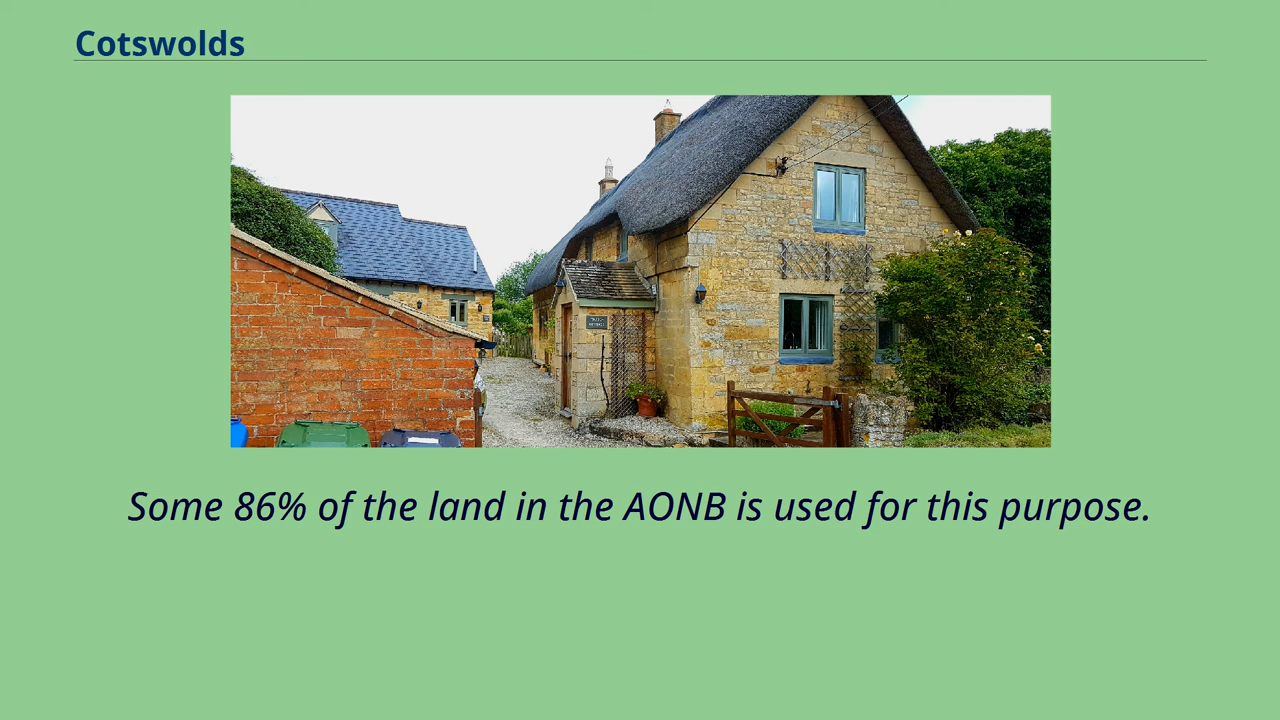 Cotswolds
Some 86% of the land in the AONB is used for this purpose.